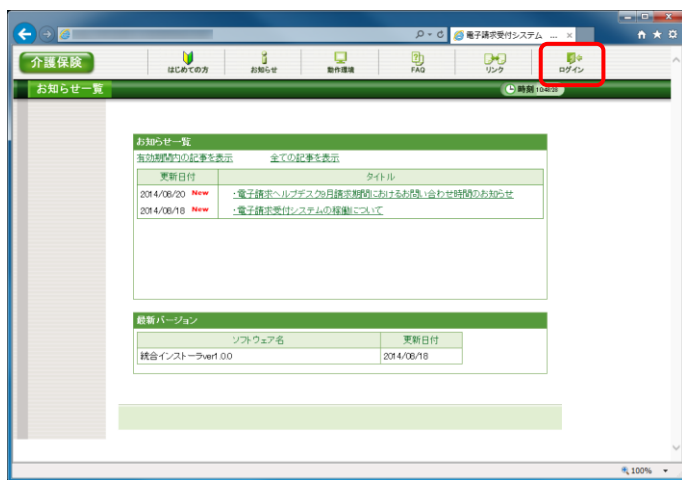 電子請求受付システム ... ×
介護保険
はじめての方 お知らせ 動作環境 FAQ リンク ログイン
お知らせ一覧 時刻 10:48:28
お知らせ一覧
有効期間内の記事を表示 全ての記事を表示
更新日付 タイトル
2014/08/20 New ・電子請求ヘルプデスク9月請求期間におけるお問い合わせ時間のお知らせ
2014/08/18 New ・電子請求受付システムの稼働について
最新バージョン
ソフトウェア名 更新日付
統合インストーラver1.0.0 2014/08/18
100%